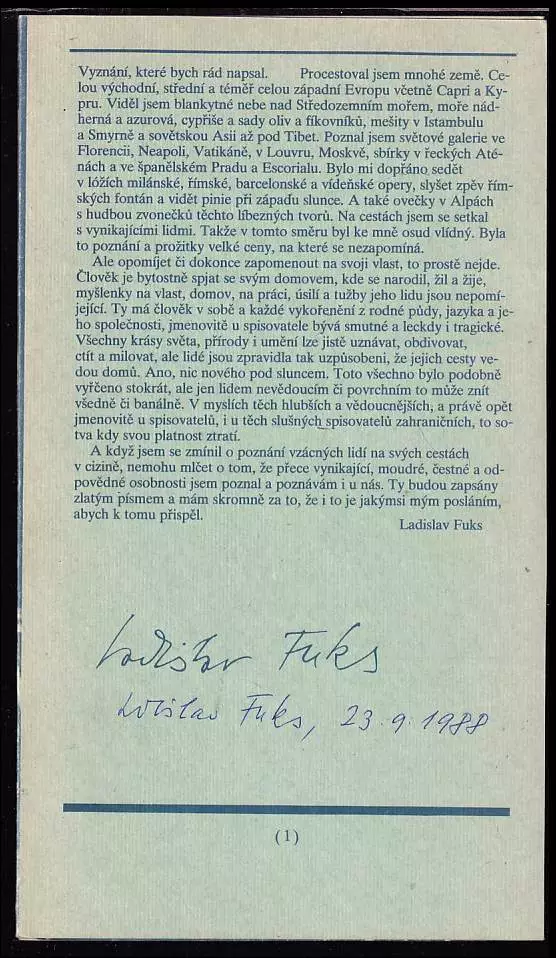 Vyznání, které bych rád napsal. Procestoval jsem mnohé země. Ce-
lou východní, střední a téměř celou západní Evropu včetně Capri a Ky-
pru. Viděl jsem blankytné nebe nad Středozemním mořem, moře nád-
herná a azurová, cypřiše a sady oliv a fíkovníků, mešity v Istambulu
a Smyrně a sovětskou Asii až pod Tibet. Poznal jsem světové galerie ve
Florencii, Neapoli, Vatikáně, v Louvru, Moskvě, sbírky v řeckých Até-
nách a ve španělském Pradu a Escorialu. Bylo mi dopřáno sedět
v lóžích milánské, římské, barcelonské a vídeňské opery, slyšet zpěv řím-
ských fontán a vidět pinie při západu slunce. A také ovečky v Alpách
s hudbou zvonečků těchto líbezných tvorů. Na cestách jsem se setkal
s vynikajícími lidmi. Takže v tomto směru byl ke mně osud vlídný. Byla
to poznání a prožitky velké ceny, na které se nezapomíná.
Ale opomíjet či dokonce zapomenout na svoji vlast, to prostě nejde.
Člověk je bytostně spjat se svým domovem, kde se narodil, žil a žije,
myšlenky na vlast, domov, na práci, úsilí a tužby jeho lidu jsou nepomí-
jející. Ty má člověk v sobě a každé vykořenění z rodné půdy, jazyka a je-
ho společnosti, jmenovitě u spisovatele bývá smutné a leckdy i tragické.
Všechny krásy světa, přírody i umění lze jistě uznávat, obdivovat,
ctít a milovat, ale lidé jsou zpravidla tak uzpůsobeni, že jejich cesty ve-
dou domů. Ano, nic nového pod sluncem. Toto všechno bylo podobně
vyřčeno stokrát, ale jen lidem nevědoucím či povrchním to může znít
všedně či banálně. V myslích těch hlubších a vědoucnějších, a právě opět
jmenovitě u spisovatelů, i u těch slušných spisovatelů zahraničních, to so-
tva kdy svou platnost ztratí.
A když jsem se zmínil o poznání vzácných lidí na svých cestách
v cizině, nemohu mlčet o tom, že přece vynikající, moudré, čestné a od-
povědné osobnosti jsem poznal a poznávám i u nás. Ty budou zapsány
zlatým písmem a mám skromně za to, že i to je jakýmsi mým posláním,
abych k tomu přispěl.
Ladislav Fuks
Ladislav Fuks
Ladislav Fuks, 23.9.1988
(1)